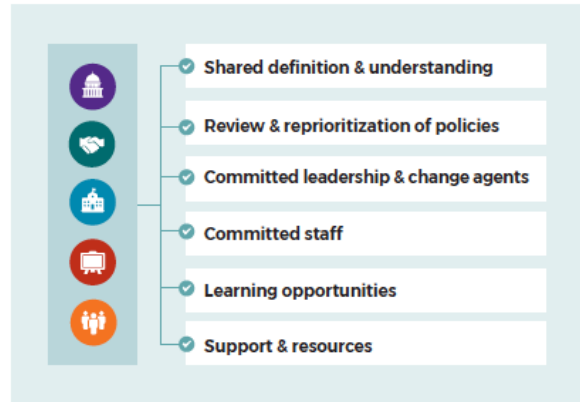 Shared definition & understanding
Review & reprioritization of policies
Committed leadership & change agents
Committed staff
Learning opportunities
Support & resources